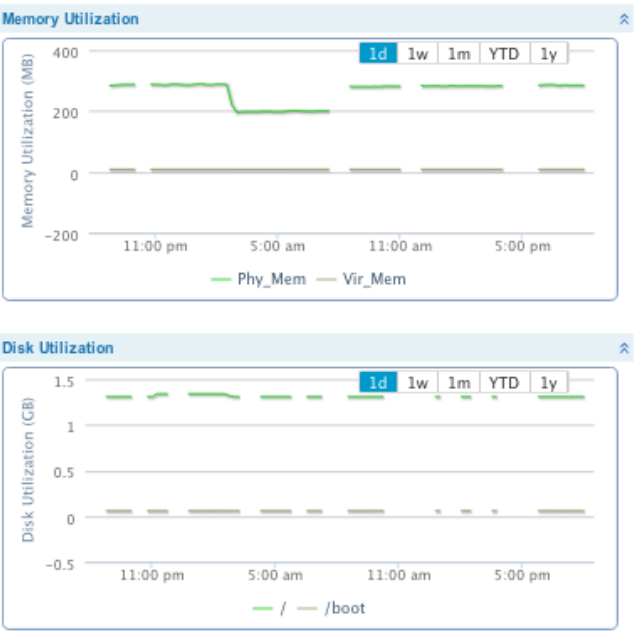 Memory Utilization
400
1d 1w 1m YTD 1y
200
0
-200
Memory Utilization (MB)
11:00 pm 5:00 am 11:00 am 5:00 pm
Phy_Mem Vir_Mem
Disk Utilization
1.5
1d 1w 1m YTD 1y
1
0.5
0
-0.5
Disk Utilization (GB)
11:00 pm 5:00 am 11:00 am 5:00 pm
/ /boot